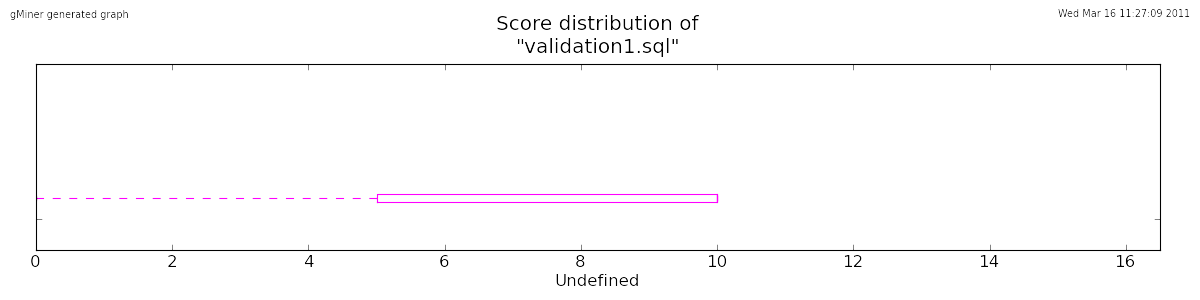 gMiner generated graph
Wed Mar 16 11:27:09 2011
Score distribution of
"validation1.sql"
0 2 4 6 8 10 12 14 16
Undefined